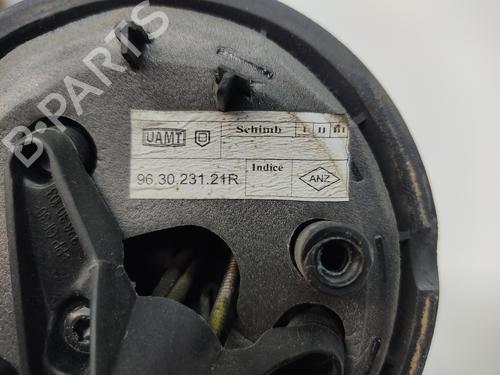 B-PARTS
UAMT D Schimb I II III
96.30.231.21R Indice ANZ